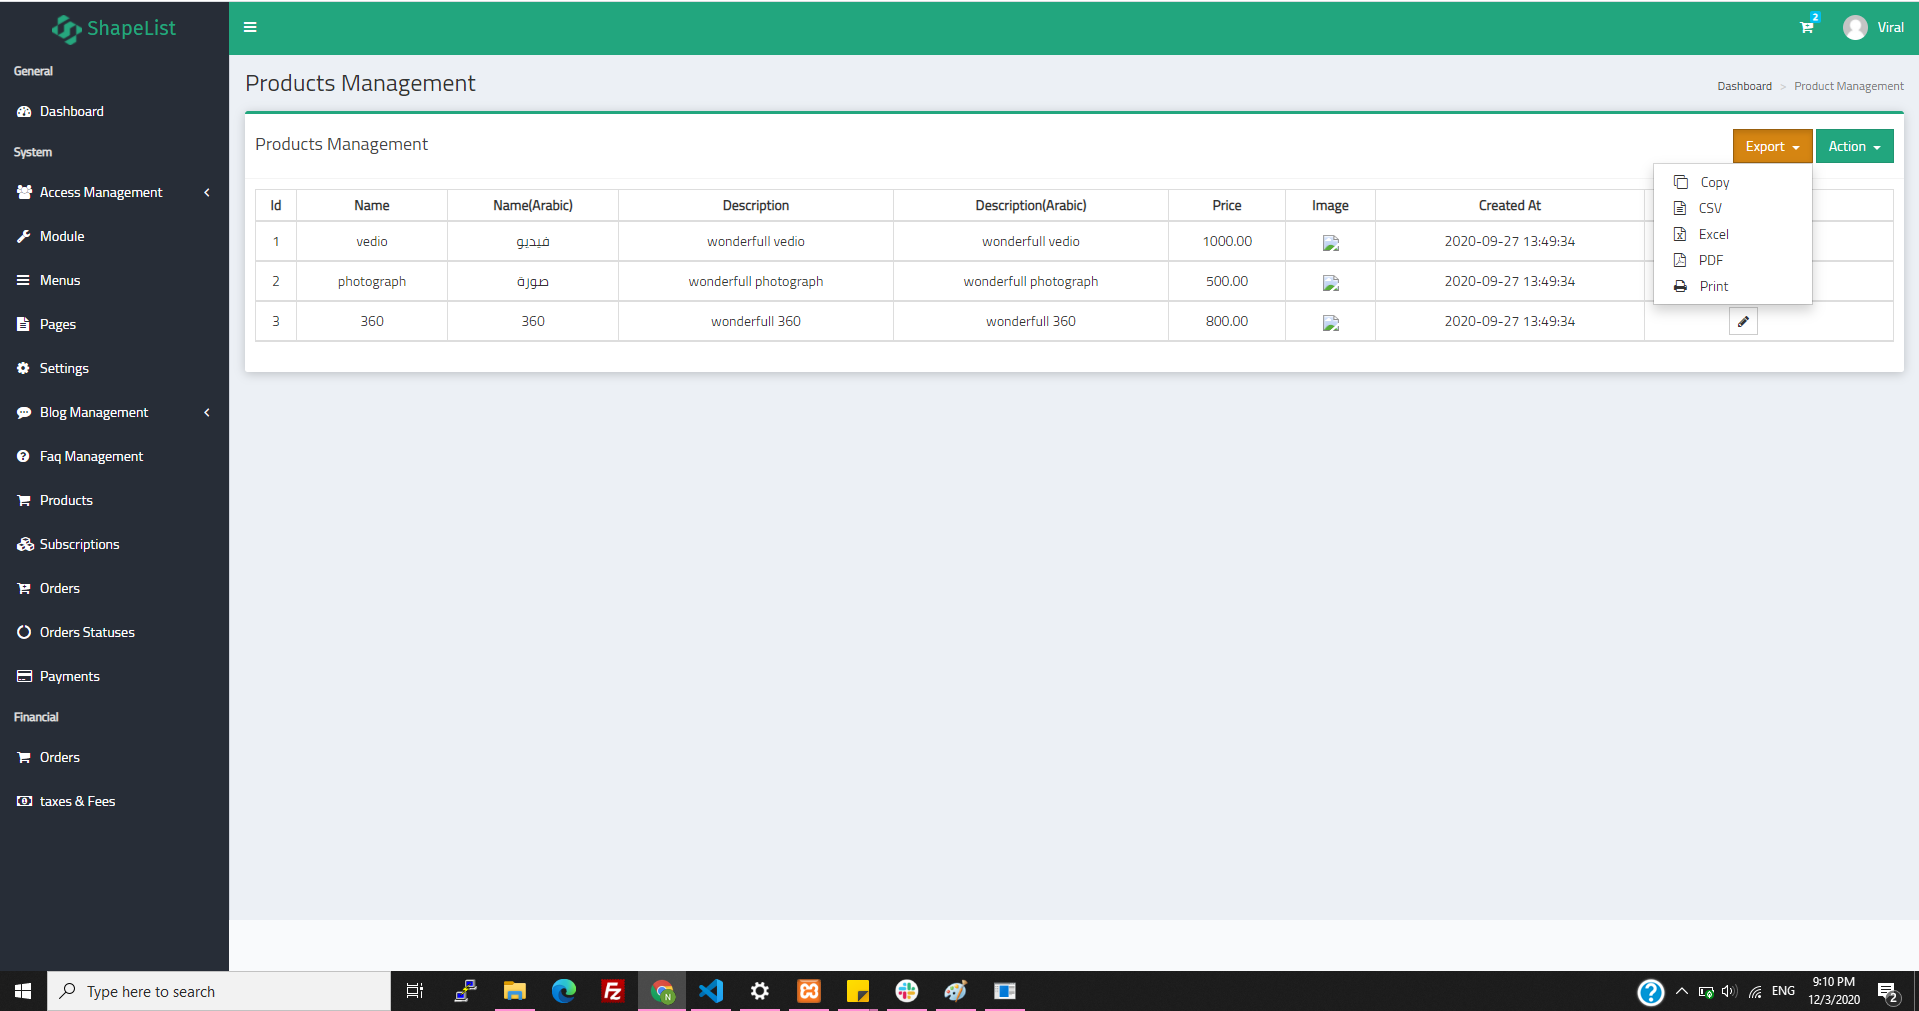 ShapeList
2
Viral
General
Dashboard
System
Access Management
Module
Menus
Pages
Settings
Blog Management
Faq Management
Products
Subscriptions
Orders
Orders Statuses
Payments
Financial
Orders
taxes & Fees
Products Management
Dashboard > Product Management
Products Management
Export
Action
Copy
CSV
Excel
PDF
Print
Id Name Name(Arabic) Description Description(Arabic) Price Image Created At
1 vedio فيديو wonderfull vedio wonderfull vedio 1000.00 2020-09-27 13:49:34
2 photograph صورة wonderfull photograph wonderfull photograph 500.00 2020-09-27 13:49:34
3 360 360 wonderfull 360 wonderfull 360 800.00 2020-09-27 13:49:34
Type here to search
ENG
9:10 PM
12/3/2020
2